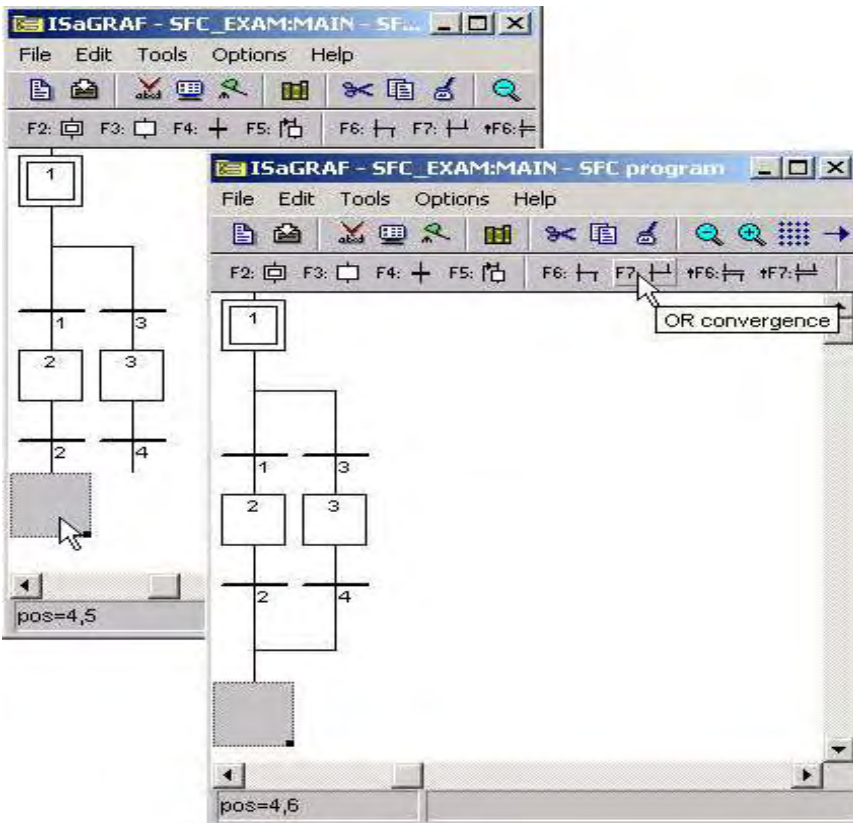 ISaGRAF - SFC_EXAM:MAIN - SF...
File Edit Tools Options Help
F2: F3: F4: F5: F6: F7: ↑F6:
1
1 3
2 3
2 4
pos=4,5
ISaGRAF - SFC_EXAM:MAIN - SFC program
File Edit Tools Options Help
F2: F3: F4: F5: F6: F7: ↑F6: ↑F7:
OR convergence
1
1 3
2 3
2 4
pos=4,6